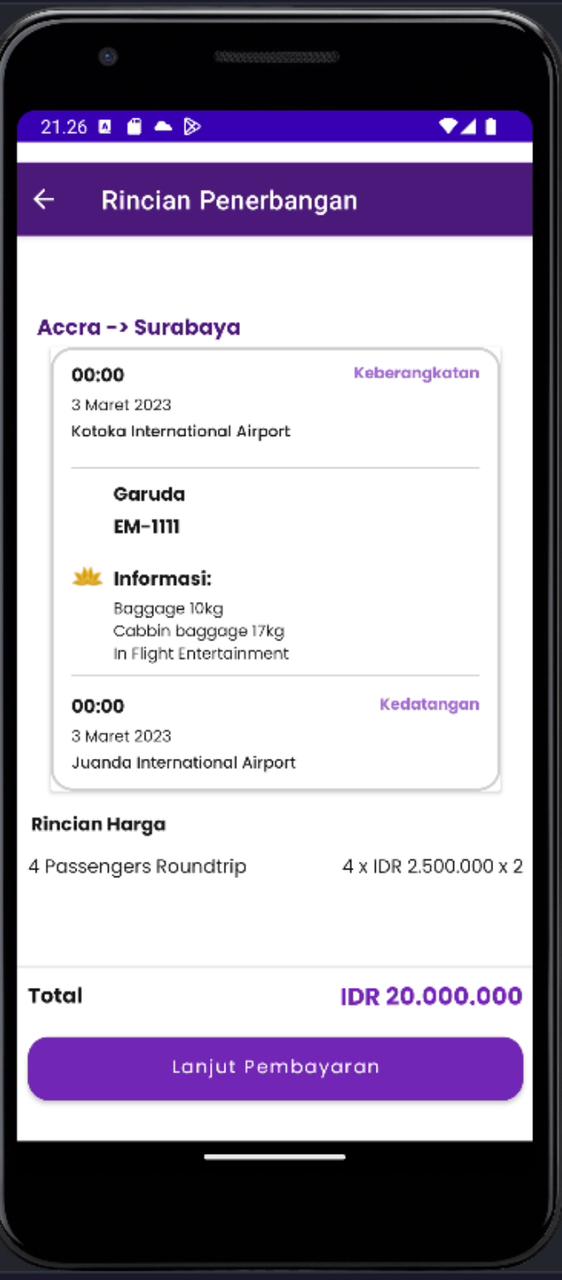 21.26
Rincian Penerbangan
Accra -> Surabaya
00:00 Keberangkatan
3 Maret 2023
Kotoka International Airport
Garuda
EM-1111
Informasi:
Baggage 10kg
Cabbin baggage 17kg
In Flight Entertainment
00:00 Kedatangan
3 Maret 2023
Juanda International Airport
Rincian Harga
4 Passengers Roundtrip 4 x IDR 2.500.000 x 2
Total IDR 20.000.000
Lanjut Pembayaran